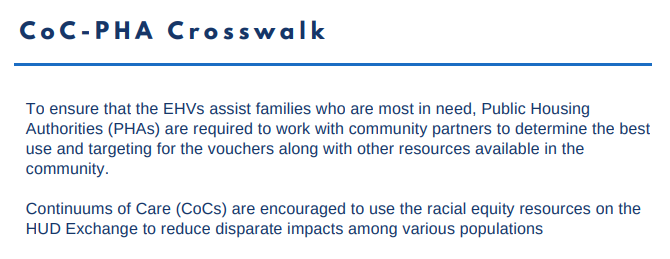 CoC-PHA Crosswalk
To ensure that the EHVs assist families who are most in need, Public Housing
Authorities (PHAs) are required to work with community partners to determine the best
use and targeting for the vouchers along with other resources available in the
community.
Continuums of Care (CoCs) are encouraged to use the racial equity resources on the
HUD Exchange to reduce disparate impacts among various populations